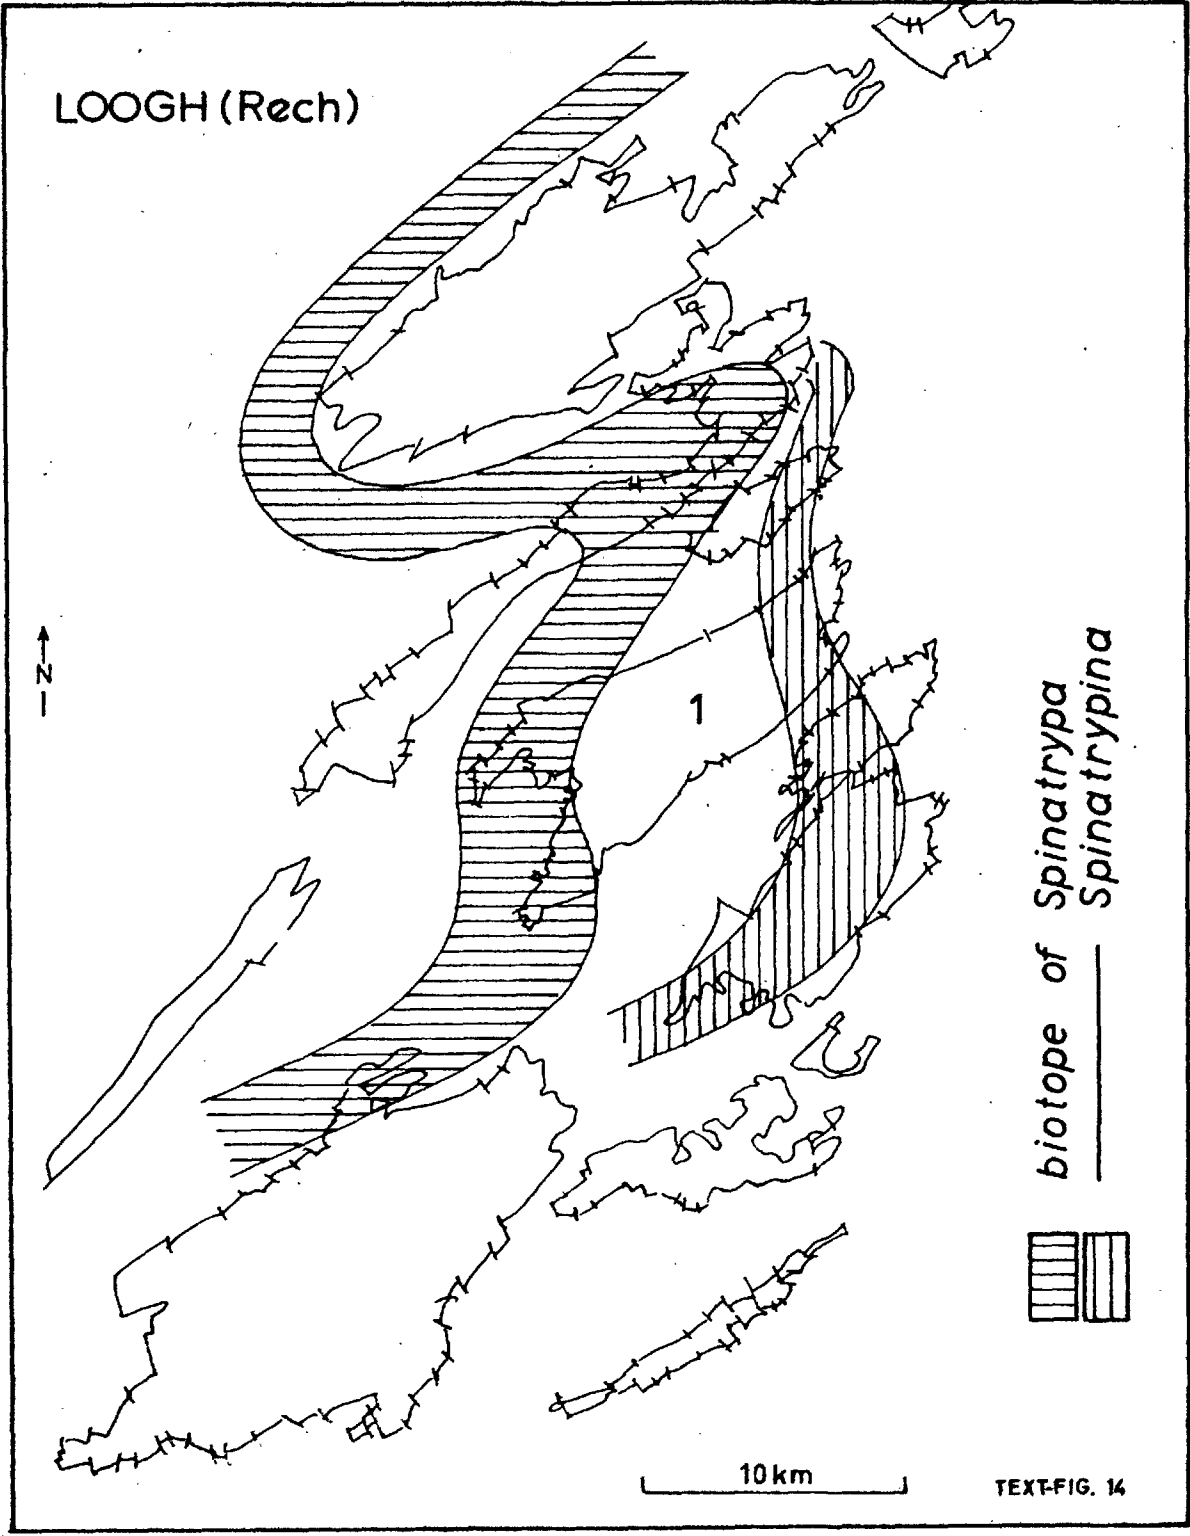 LOOGH (Rech)
N
1
biotope of Spinatrypa
———— Spinatrypina
10 km
TEXT-FIG. 14